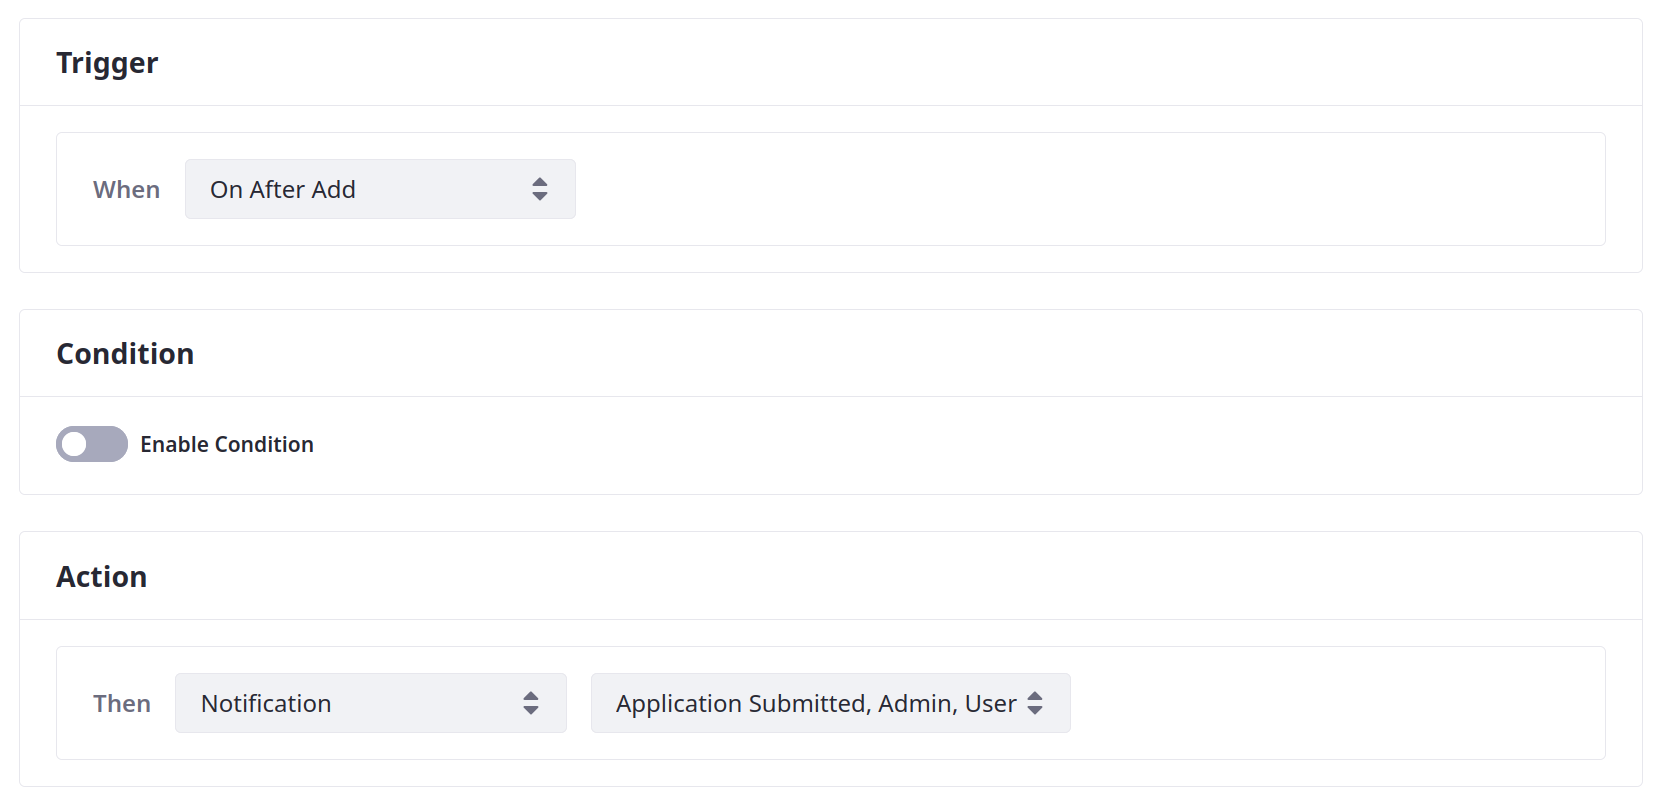 Trigger
When On After Add
Condition
Enable Condition
Action
Then Notification Application Submitted, Admin, User